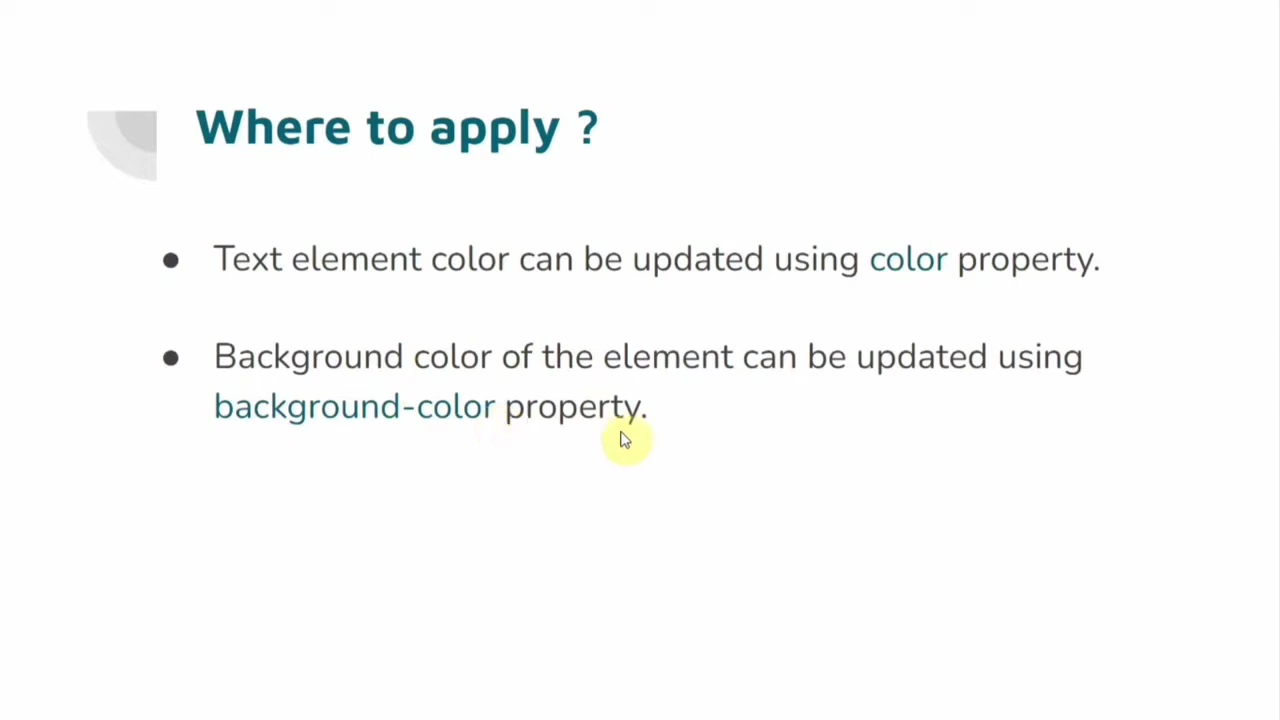 Where to apply ?
● Text element color can be updated using color property.
● Background color of the element can be updated using
background-color property.